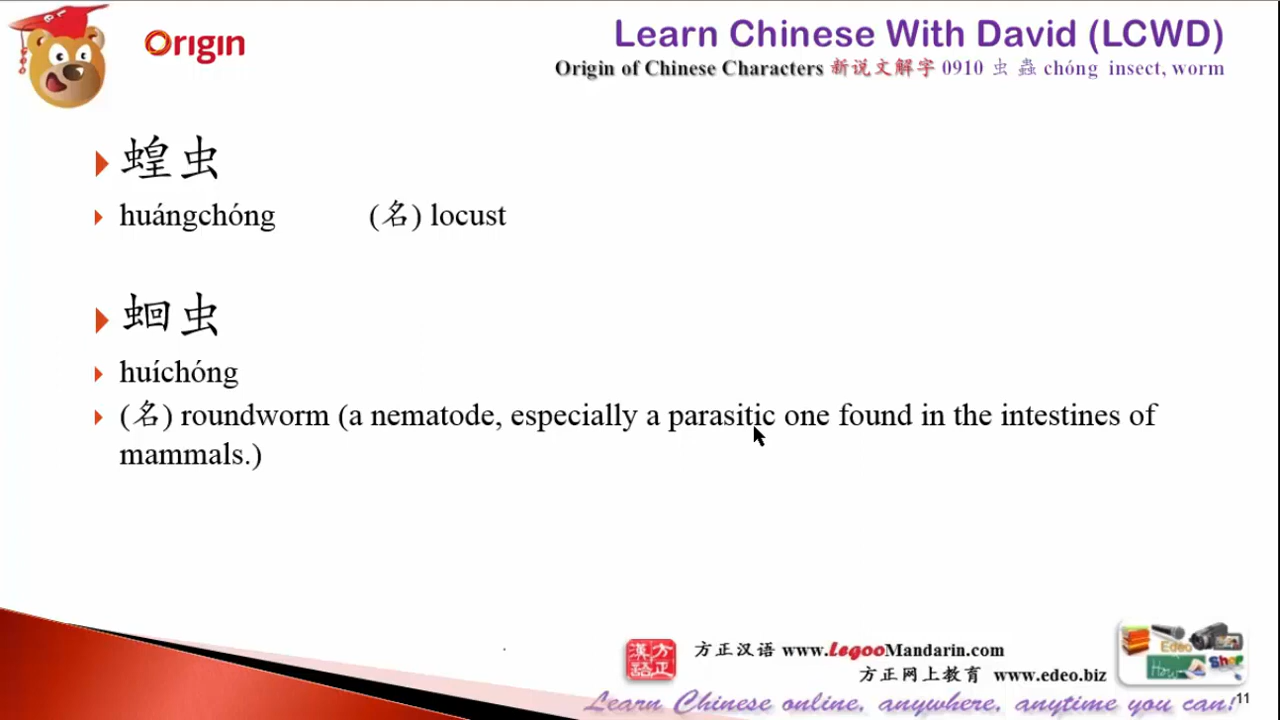 Origin
Learn Chinese With David (LCWD)
Origin of Chinese Characters 新说文解字 0910 虫 蟲 chóng insect, worm
蝗虫
huángchóng (名) locust
蛔虫
huíchóng
(名) roundworm (a nematode, especially a parasitic one found in the intestines of
mammals.)
方正汉语 www.LegooMandarin.com
方正网上教育 www.edeo.biz
Learn Chinese online, anywhere, anytime you can!
11